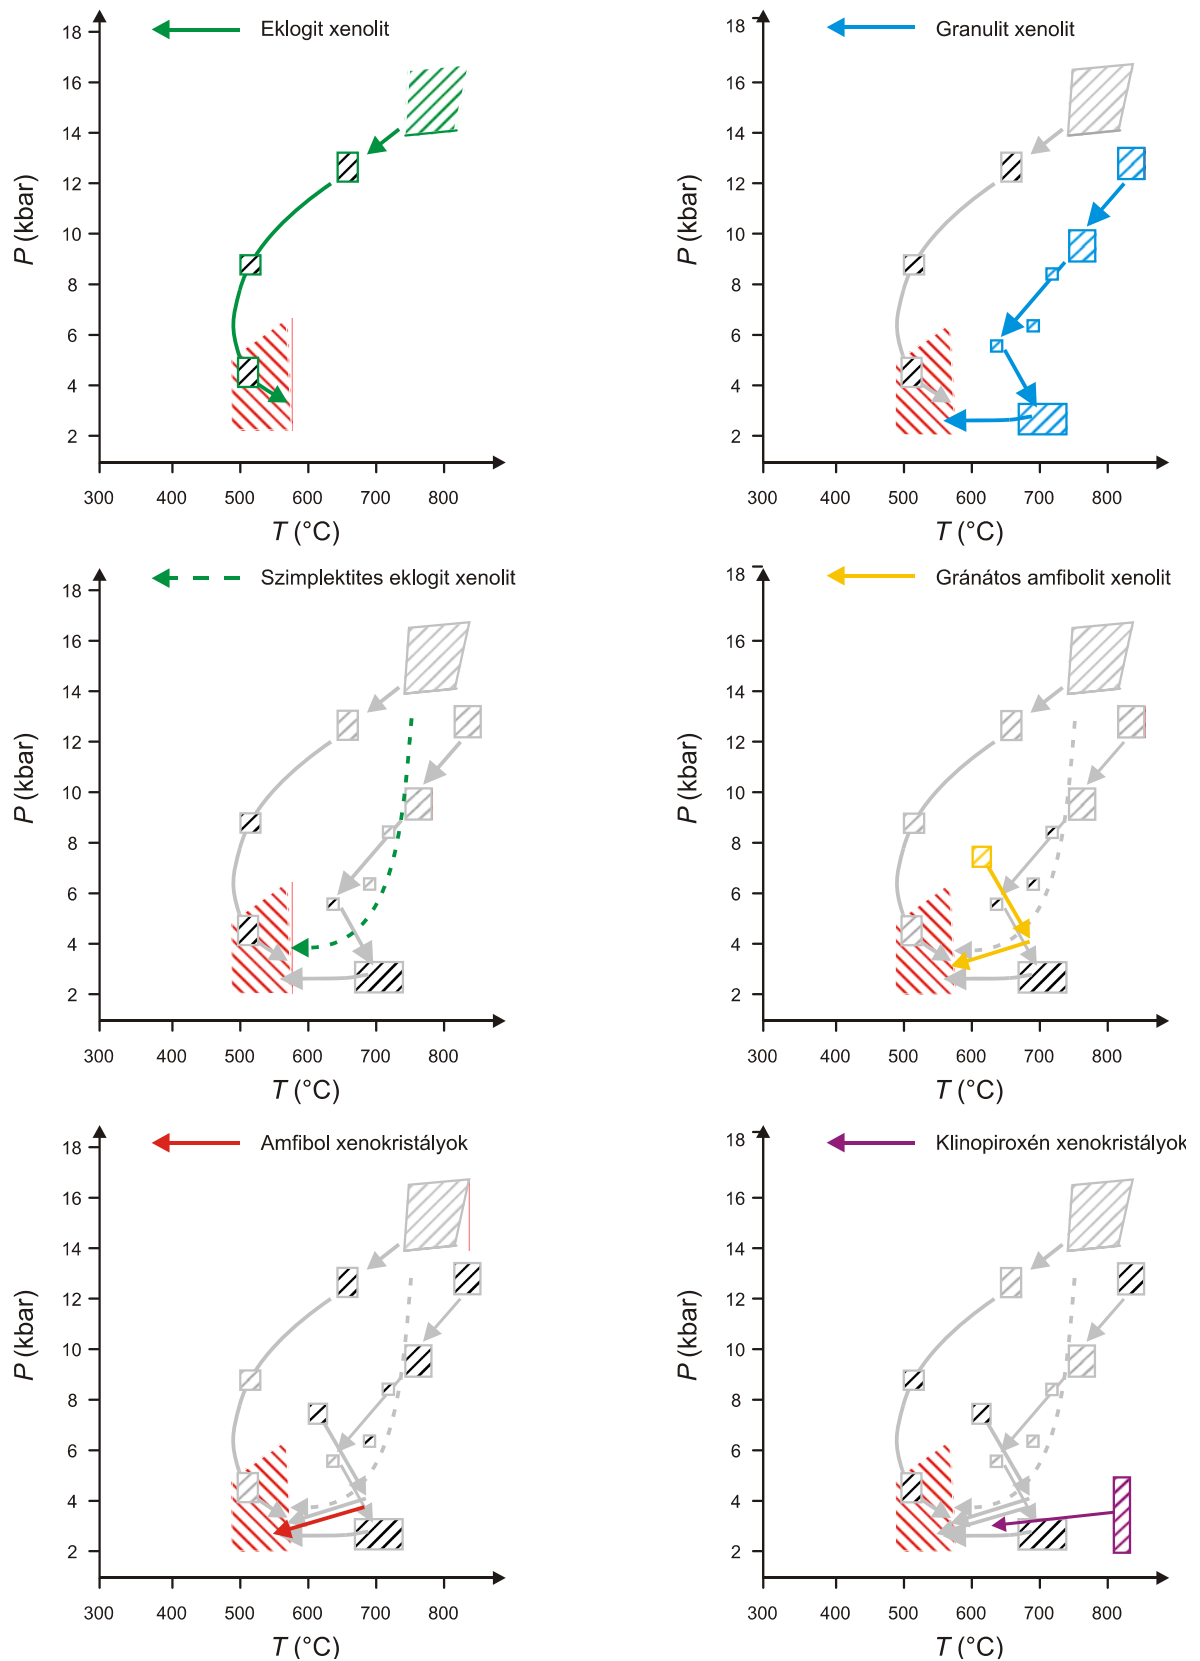 Eklogit xenolit
18
16
14
12
10
8
6
4
2
P (kbar)
300 400 500 600 700 800
T (°C)
Granulit xenolit
18
16
14
12
10
8
6
4
2
P (kbar)
300 400 500 600 700 800
T (°C)
Szimplektites eklogit xenolit
18
16
14
12
10
8
6
4
2
P (kbar)
300 400 500 600 700 800
T (°C)
Gránátos amfibolit xenolit
18
16
14
12
10
8
6
4
2
P (kbar)
300 400 500 600 700 800
T (°C)
Amfibol xenokristályok
18
16
14
12
10
8
6
4
2
P (kbar)
300 400 500 600 700 800
T (°C)
Klinopiroxén xenokristályok
18
16
14
12
10
8
6
4
2
P (kbar)
300 400 500 600 700 800
T (°C)